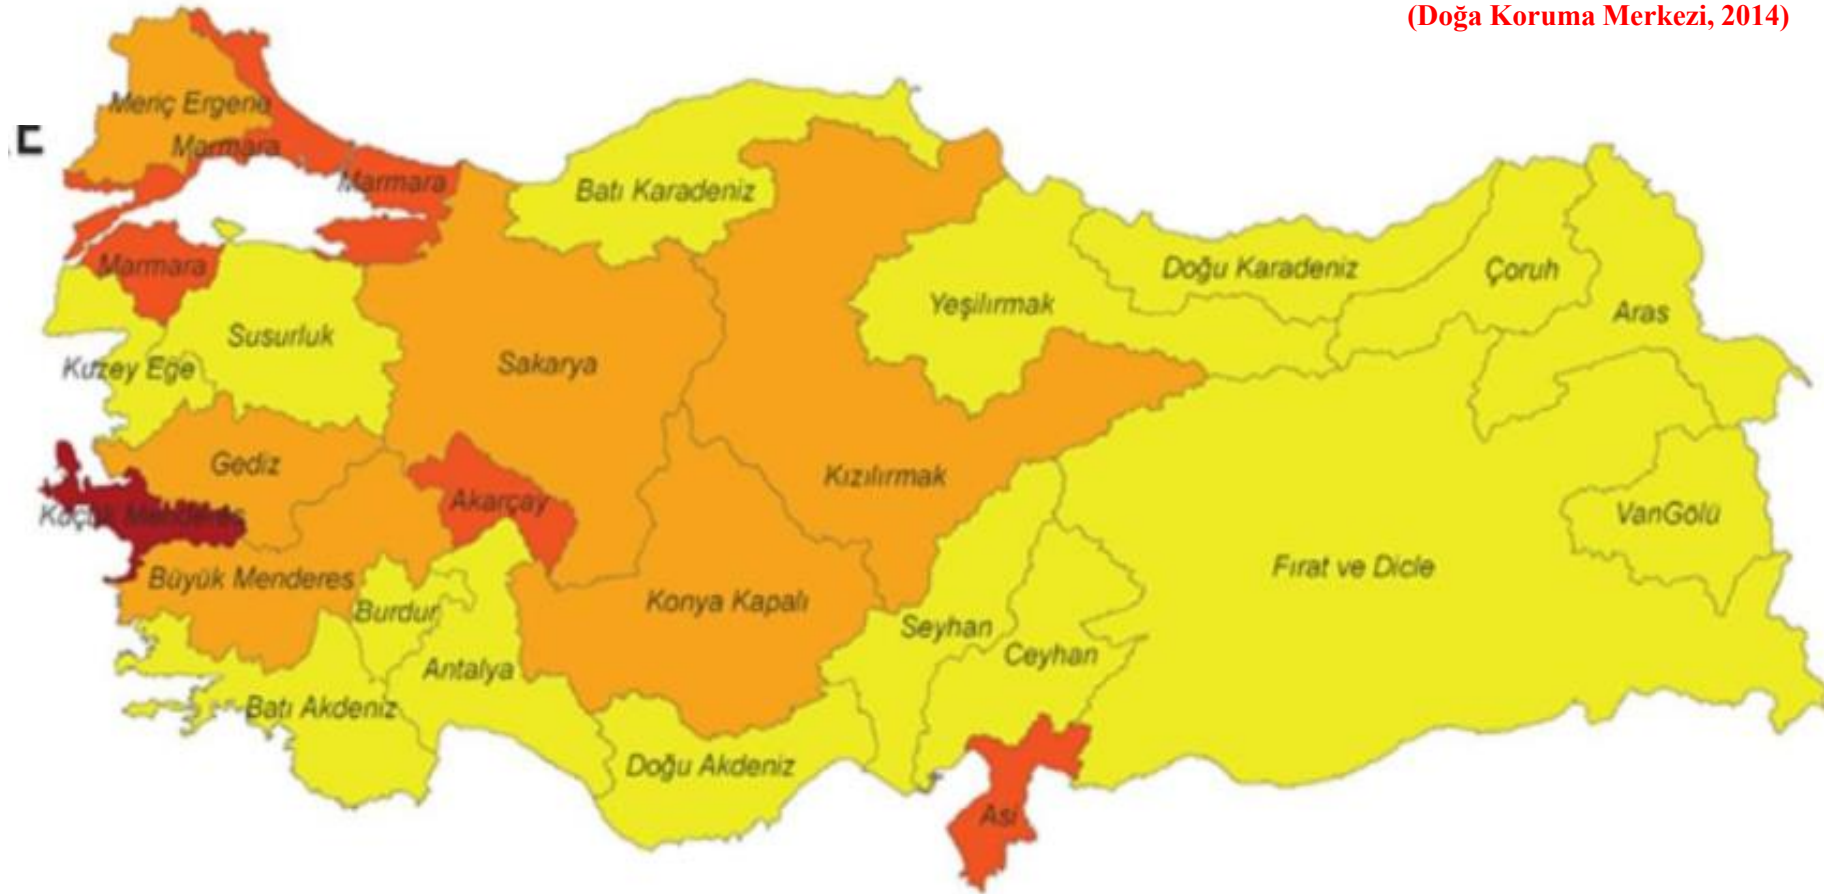 (Doğa Koruma Merkezi, 2014)
Meriç Ergene
Marmara
Marmara
Batı Karadeniz
Marmara
Doğu Karadeniz
Çoruh
Yeşilırmak
Aras
Susurluk
Kuzey Ege
Sakarya
Gediz
Kızılırmak
Akarçay
VanGölü
Büyük Menderes
Fırat ve Dicle
Konya Kapalı
Burdur
Seyhan
Ceyhan
Antalya
Batı Akdeniz
Doğu Akdeniz
Asi